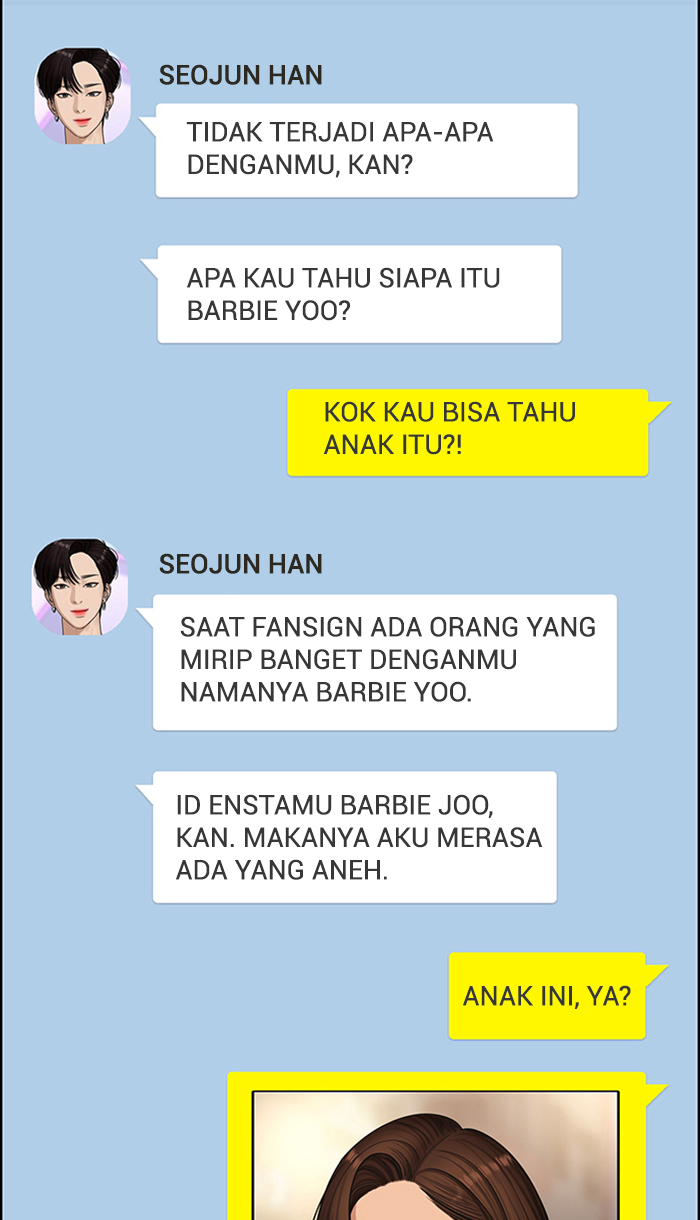 SEOJUN HAN
TIDAK TERJADI APA-APA
DENGANMU, KAN?
APA KAU TAHU SIAPA ITU
BARBIE YOO?
KOK KAU BISA TAHU
ANAK ITU?!
SEOJUN HAN
SAAT FANSIGN ADA ORANG YANG
MIRIP BANGET DENGANMU
NAMANYA BARBIE YOO.
ID ENSTAMU BARBIE JOO,
KAN. MAKANYA AKU MERASA
ADA YANG ANEH.
ANAK INI, YA?